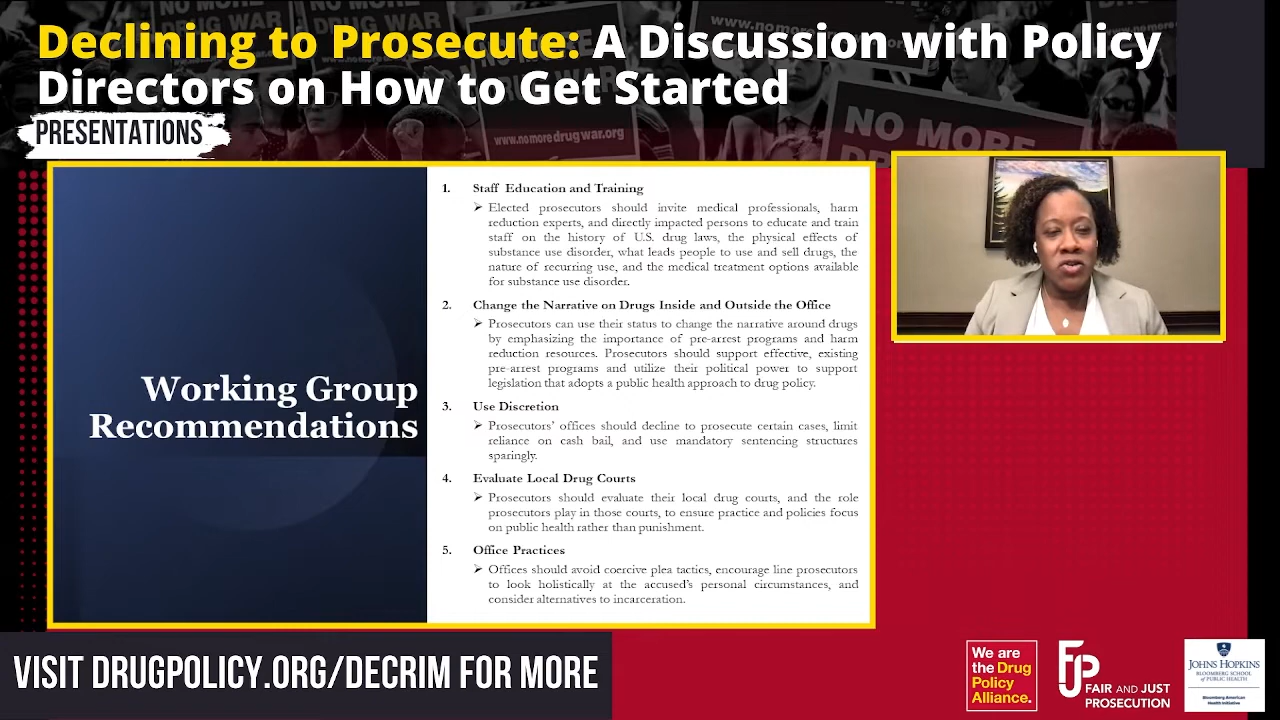 Declining to Prosecute: A Discussion with Policy
Directors on How to Get Started
PRESENTATIONS
www.nomoredrugwar.org
NO MORE
Working Group
Recommendations
1. Staff Education and Training
➢ Elected prosecutors should invite medical professionals, harm
reduction experts, and directly impacted persons to educate and train
staff on the history of U.S. drug laws, the physical effects of
substance use disorder, what leads people to use and sell drugs, the
nature of recurring use, and the medical treatment options available
for substance use disorder.
2. Change the Narrative on Drugs Inside and Outside the Office
➢ Prosecutors can use their status to change the narrative around drugs
by emphasizing the importance of pre-arrest programs and harm
reduction resources. Prosecutors should support effective, existing
pre-arrest programs and utilize their political power to support
legislation that adopts a public health approach to drug policy.
3. Use Discretion
➢ Prosecutors' offices should decline to prosecute certain cases, limit
reliance on cash bail, and use mandatory sentencing structures
sparingly.
4. Evaluate Local Drug Courts
➢ Prosecutors should evaluate their local drug courts, and the role
prosecutors play in those courts, to ensure practice and policies focus
on public health rather than punishment.
5. Office Practices
➢ Offices should avoid coercive plea tactics, encourage line prosecutors
to look holistically at the accused's personal circumstances, and
consider alternatives to incarceration.
VISIT DRUGPOLICY.ORG/DECRIM FOR MORE
We are
the Drug
Policy
Alliance.
FJP
FAIR AND JUST
PROSECUTION
JOHNS HOPKINS
BLOOMBERG SCHOOL
of PUBLIC HEALTH
Bloomberg American
Health Initiative